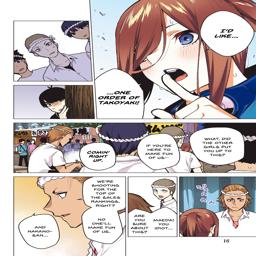 I'D
LIKE...
...ONE
ORDER OF
TAKOYAKI!
WHAT DID
THE OTHER
GIRLS PUT
YOU UP TO
THIS?
IF YOU'RE
HERE TO
MAKE FUN
OF US...
COMIN'
RIGHT
UP.
MAEDA!
YOU
IDIOT!
ARE
YOU
SURE
ABOUT
THIS?
WE'RE
SHOOTING
FOR THE
TOP OF
THE SALES
RANKINGS,
RIGHT?
NO
ONE'LL
MAKE FUN
OF US.
AND
NAKANO-
SAN...
16